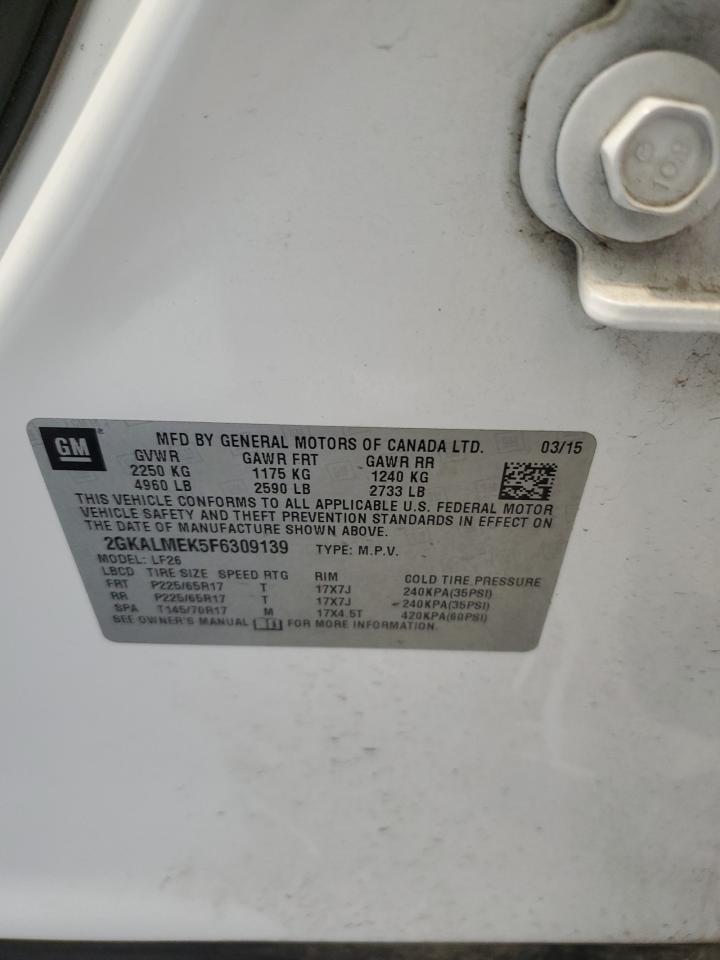 10.9
GM
MFD BY GENERAL MOTORS OF CANADA LTD. 03/15
GVWR GAWR FRT GAWR RR
2250 KG 1175 KG 1240 KG
4960 LB 2590 LB 2733 LB
THIS VEHICLE CONFORMS TO ALL APPLICABLE U.S. FEDERAL MOTOR
VEHICLE SAFETY AND THEFT PREVENTION STANDARDS IN EFFECT ON
THE DATE OF MANUFACTURE SHOWN ABOVE.
2GKALMEK5F6309139 TYPE: M.P.V.
MODEL: LF26
LBCD TIRE SIZE SPEED RTG RIM COLD TIRE PRESSURE
FRT P225/65R17 T 17X7J 240KPA(35PSI)
RR P225/65R17 T 17X7J 240KPA(35PSI)
SPA T145/70R17 M 17X4.5T 420KPA(60PSI)
SEE OWNER'S MANUAL FOR MORE INFORMATION.